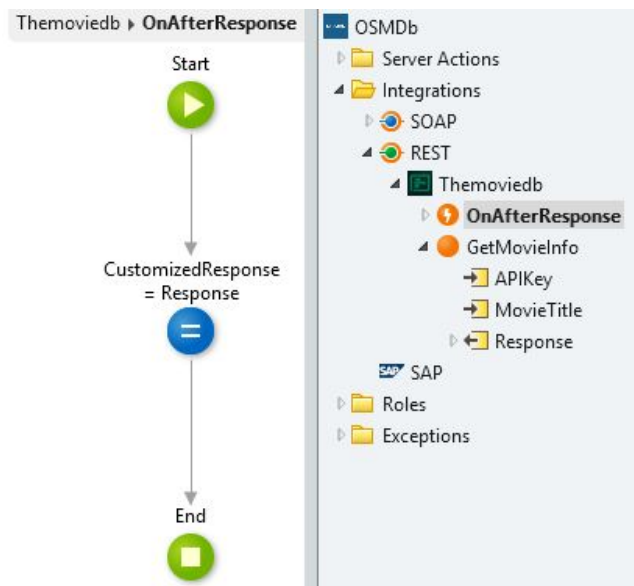 Themoviedb ▸ OnAfterResponse
Start
CustomizedResponse
= Response
End
OSMDb
Server Actions
Integrations
SOAP
REST
Themoviedb
OnAfterResponse
GetMovieInfo
APIKey
MovieTitle
Response
SAP SAP
Roles
Exceptions